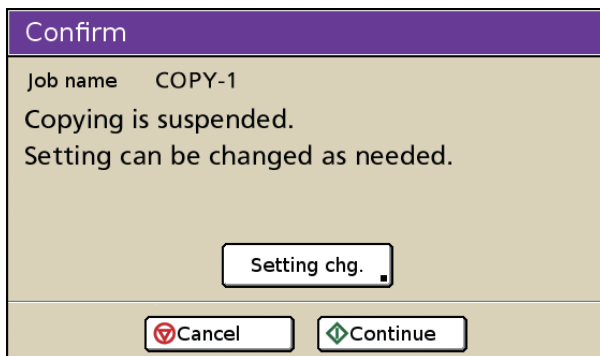 Confirm
Job name COPY-1
Copying is suspended.
Setting can be changed as needed.
Setting chg.
Cancel Continue